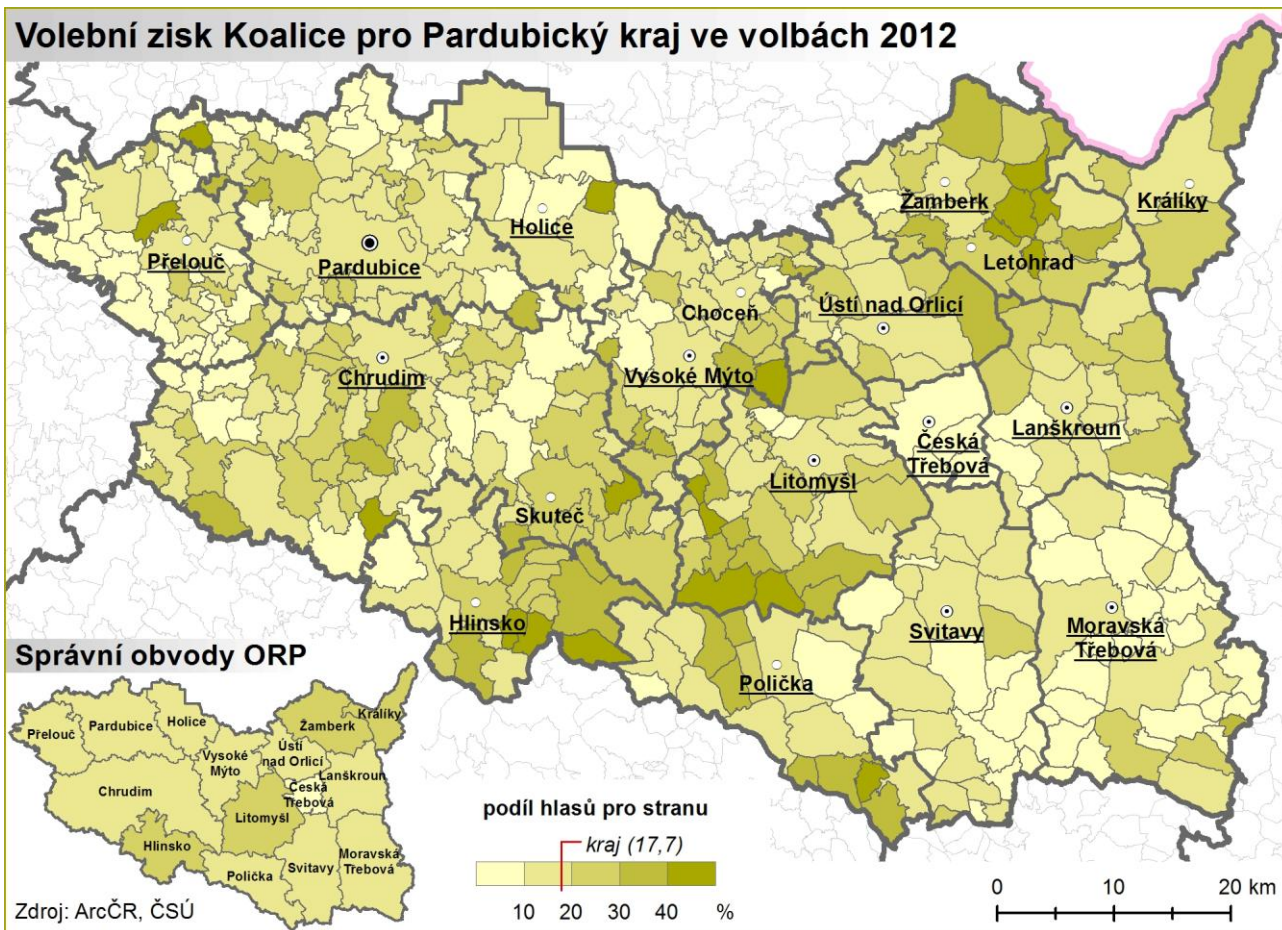 Volební zisk Koalice pro Pardubický kraj ve volbách 2012
Žamberk
Králíky
Holice
Přelouč
Pardubice
Letohrad
Choceň
Ústí nad Orlicí
Chrudim
Vysoké Mýto
Česká
Třebová
Lanškroun
Litomyšl
Skuteč
Hlinsko
Svitavy
Moravská
Třebová
Polička
Správní obvody ORP
Přelouč
Pardubice
Holice
Žamberk
Králíky
Vysoké
Mýto
Ústí
nad Orlicí
Lanškroun
Chrudim
Česká
Třebová
Litomyšl
Hlinsko
Polička
Svitavy
Moravská
Třebová
Zdroj: ArcČR, ČSÚ
podíl hlasů pro stranu
kraj (17,7)
10 20 30 40 %
0 10 20 km